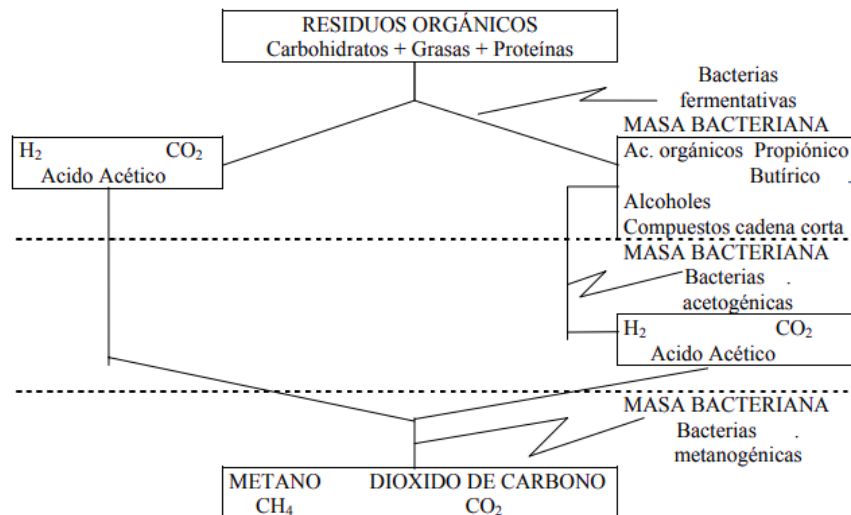 RESIDUOS ORGÁNICOS
Carbohidratos + Grasas + Proteínas
Bacterias
fermentativas
MASA BACTERIANA
H₂ CO₂
Acido Acético
Ac. orgánicos Propiónico
Butírico .
Alcoholes
Compuestos cadena corta
MASA BACTERIANA
Bacterias .
acetogénicas
H₂ CO₂
Acido Acético
MASA BACTERIANA
Bacterias .
metanogénicas
METANO DIOXIDO DE CARBONO
CH₄ CO₂